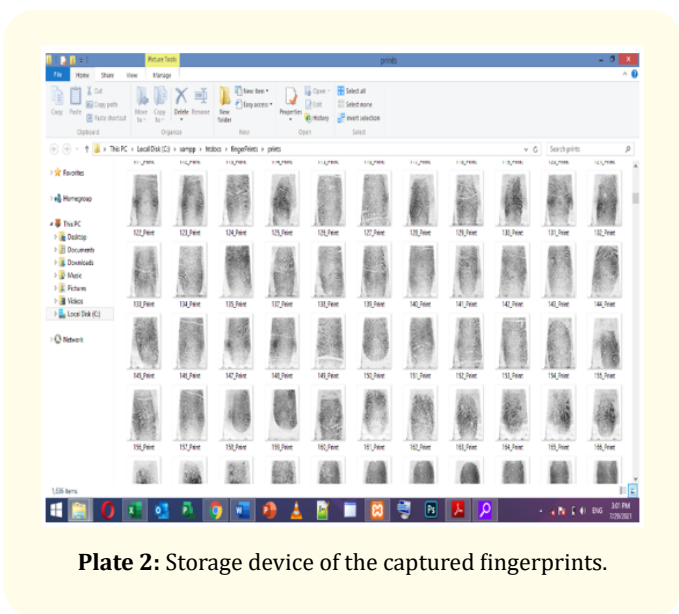 Picture Tools
prints
File Home Share View Manage
Cut
Copy path
Paste shortcut
Copy Paste
Move to Copy to Delete Rename
New folder
New item
Easy access
Properties
Open
Edit
History
Select all
Select none
Invert selection
Clipboard Organize New Open Select
This PC › Local Disk (C:) › xampp › htdocs › fingerPrints › prints
Search prints
Favorites
Homegroup
This PC
Desktop
Documents
Downloads
Music
Pictures
Videos
Local Disk (C:)
Network
122_Print 123_Print 124_Print 125_Print 126_Print 127_Print 128_Print 129_Print 130_Print 131_Print 132_Print
133_Print 134_Print 135_Print 137_Print 138_Print 139_Print 140_Print 141_Print 142_Print 143_Print 144_Print
145_Print 146_Print 147_Print 148_Print 149_Print 150_Print 151_Print 152_Print 153_Print 154_Print 155_Print
156_Print 157_Print 158_Print 159_Print 160_Print 161_Print 162_Print 163_Print 164_Print 165_Print 166_Print
1,536 items
ENG
3:01 PM
7/29/2021
Plate 2: Storage device of the captured fingerprints.